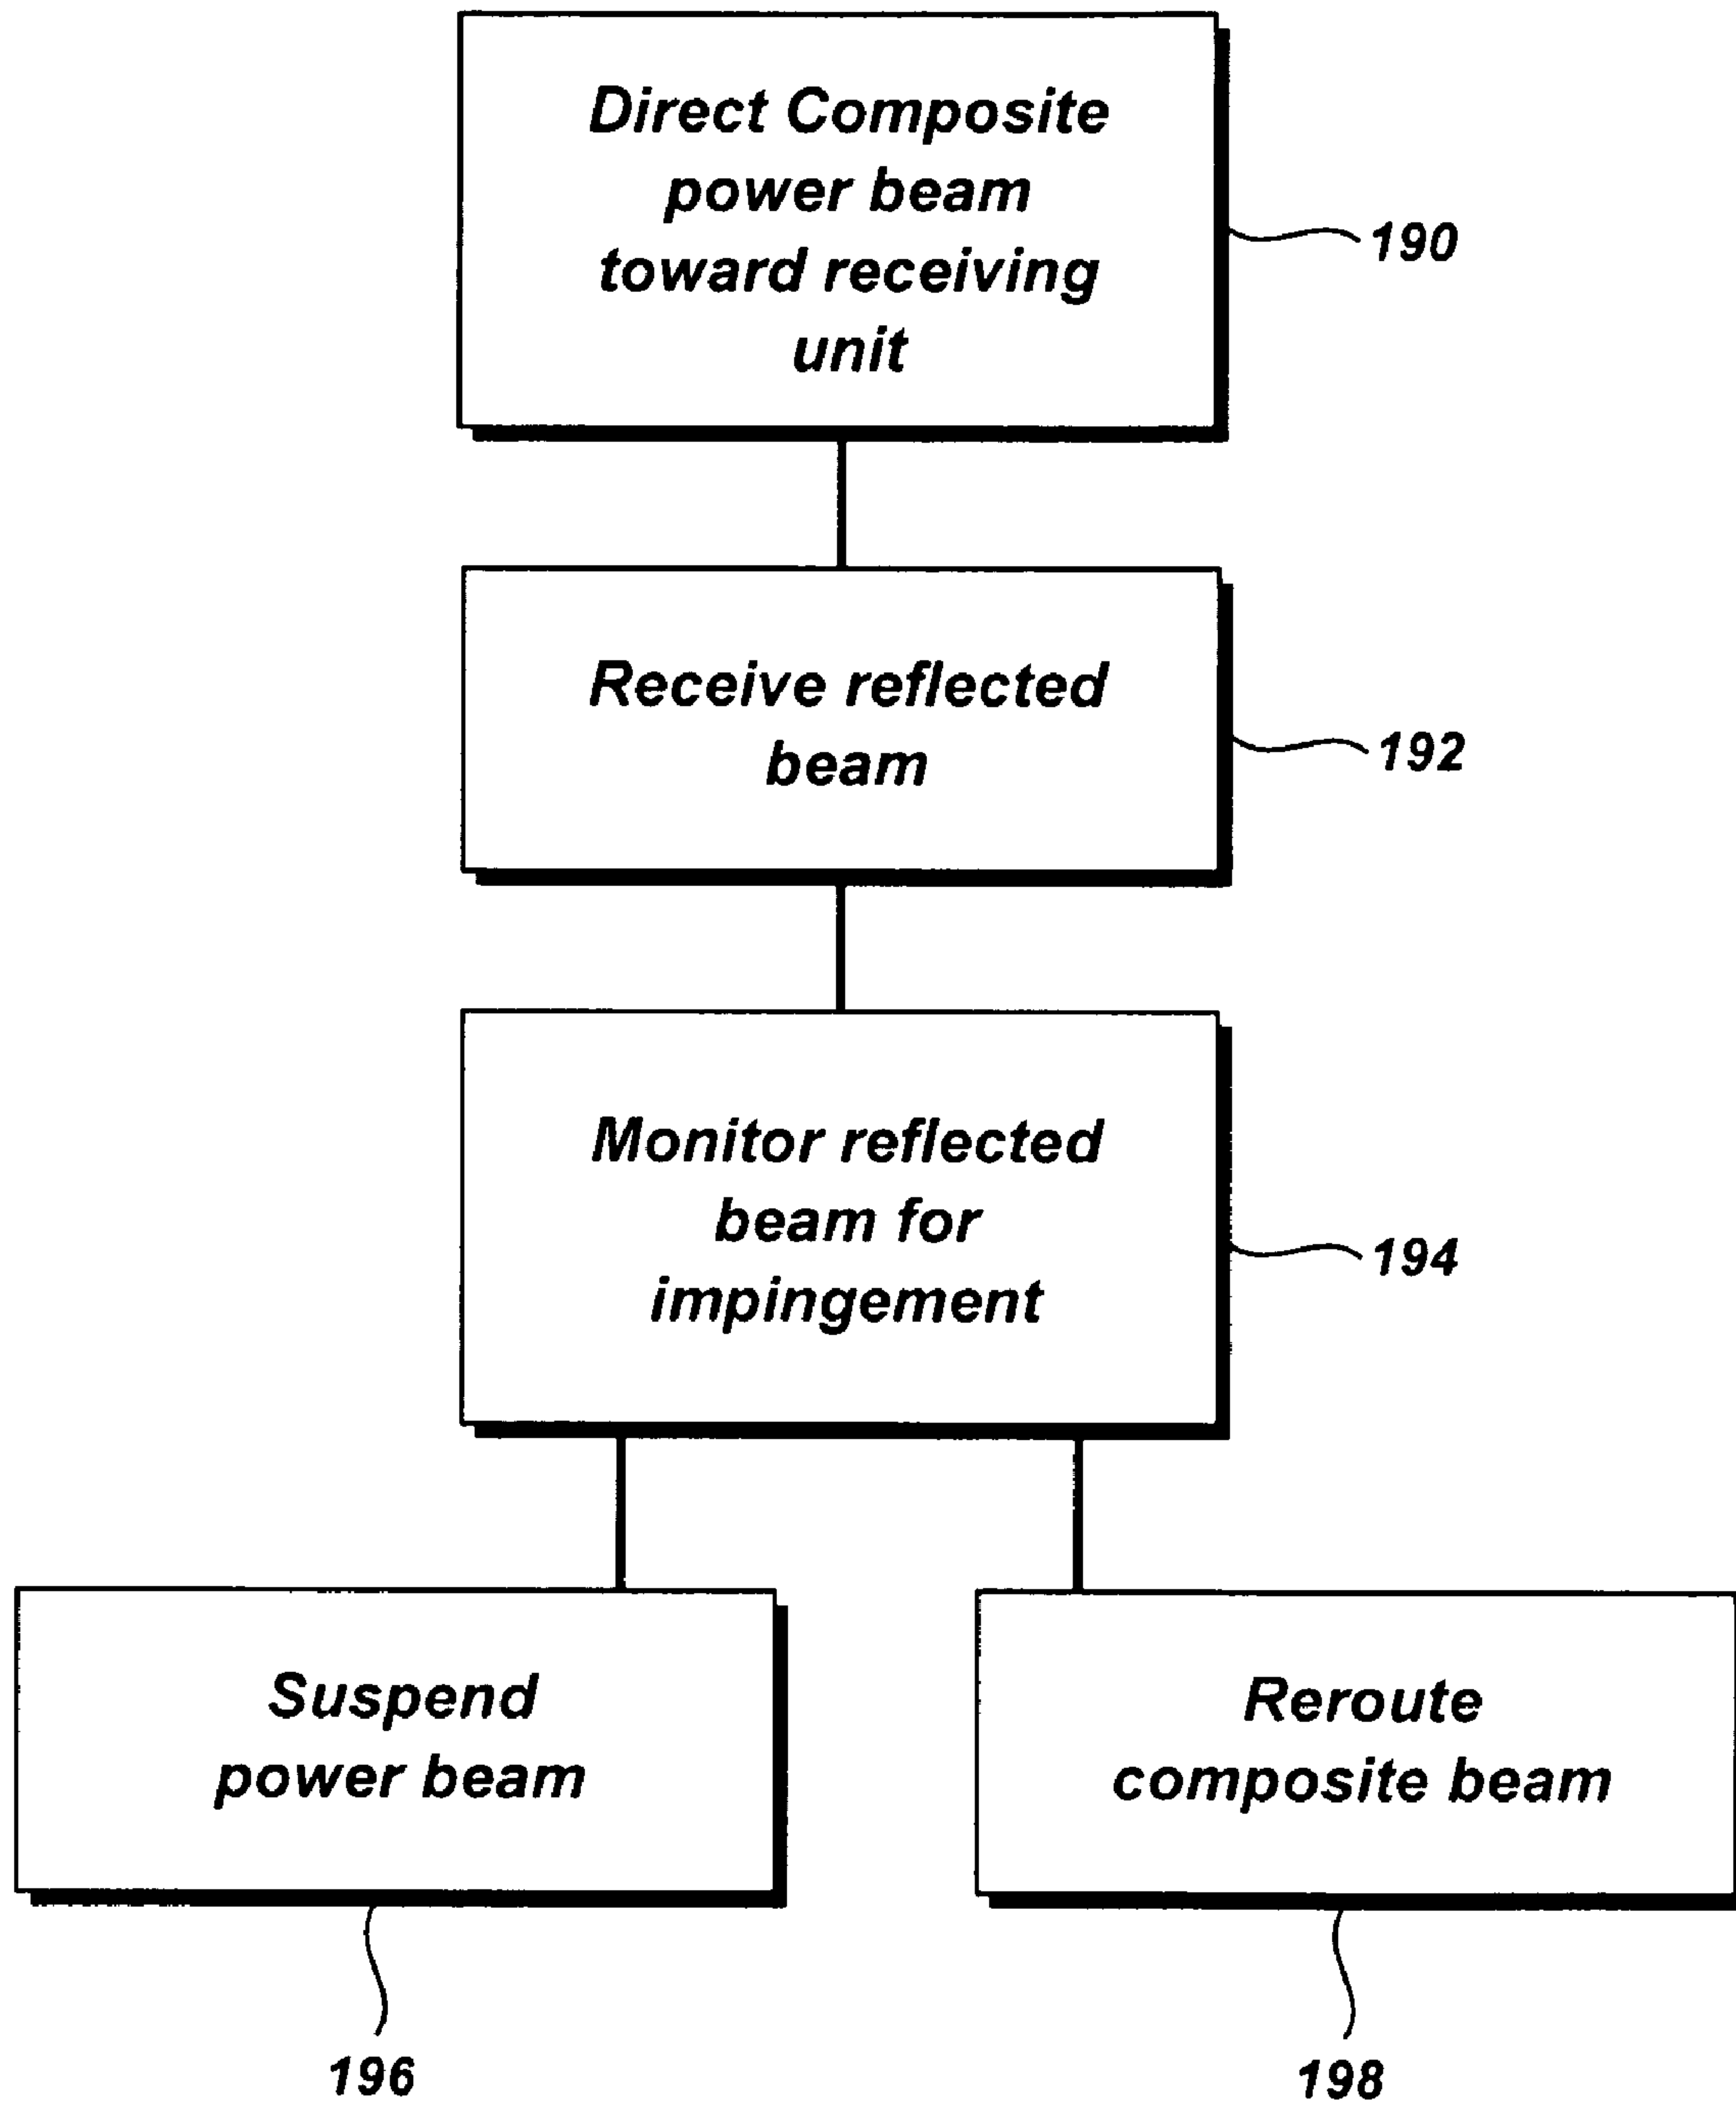 Direct Composite
power beam
toward receiving
unit
190
Receive reflected
beam
192
Monitor reflected
beam for
impingement
194
Suspend
power beam
Reroute
composite beam
196
198